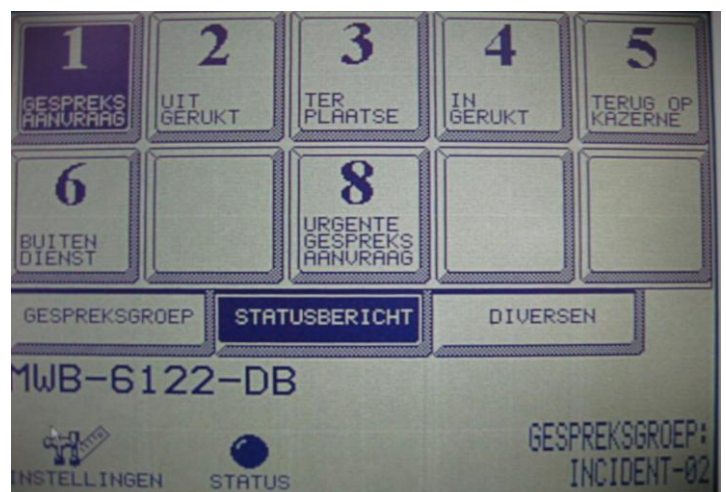 1
GESPREKS
AANVRAAG
2
UIT
GERUKT
3
TER
PLAATSE
4
IN
GERUKT
5
TERUG OP
KAZERNE
6
BUITEN
DIENST
8
URGENTE
GESPREKS
AANVRAAG
GESPREKSGROEP
STATUSBERICHT
DIVERSEN
MWB-6122-DB
INSTELLINGEN
STATUS
GESPREKSGROEP:
INCIDENT-02